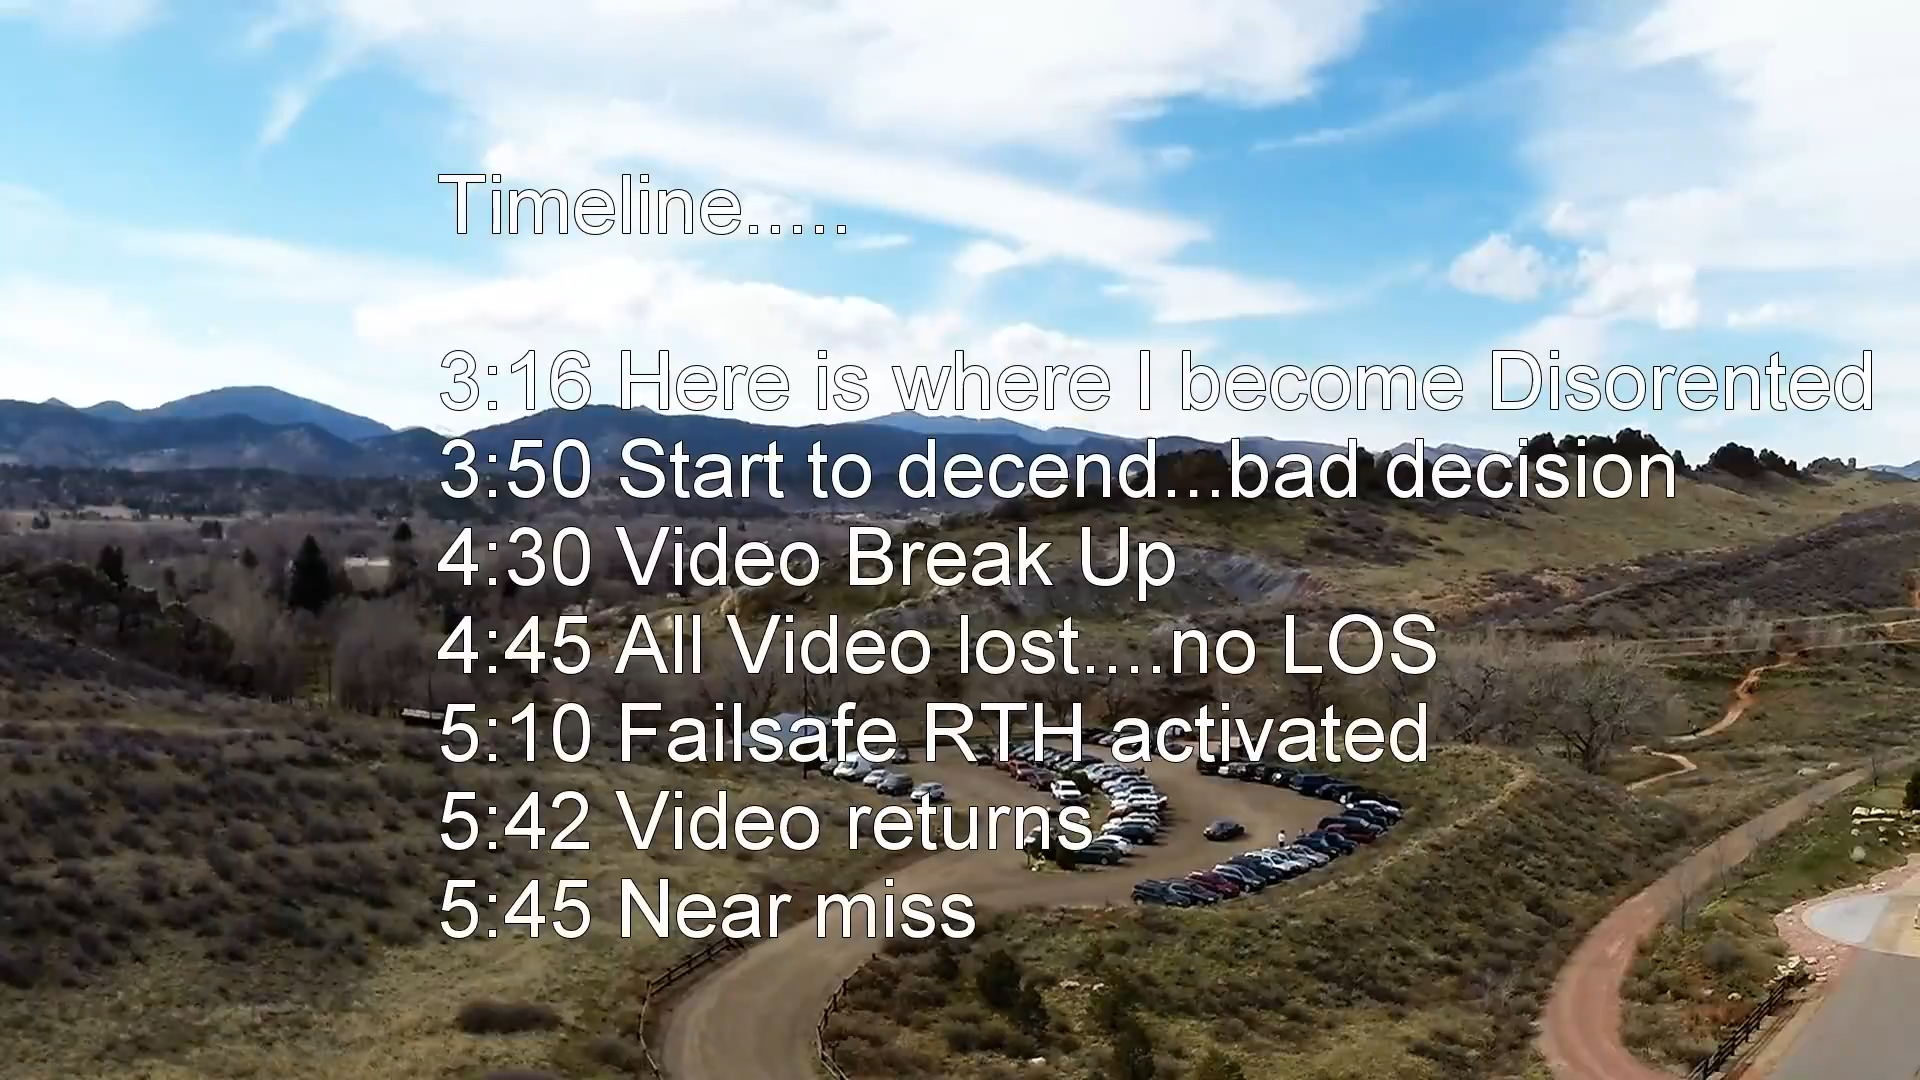 Timeline.....
3:16 Here is where I become Disorented
3:50 Start to decend...bad decision
4:30 Video Break Up
4:45 All Video lost....no LOS
5:10 Failsafe RTH activated
5:42 Video returns
5:45 Near miss